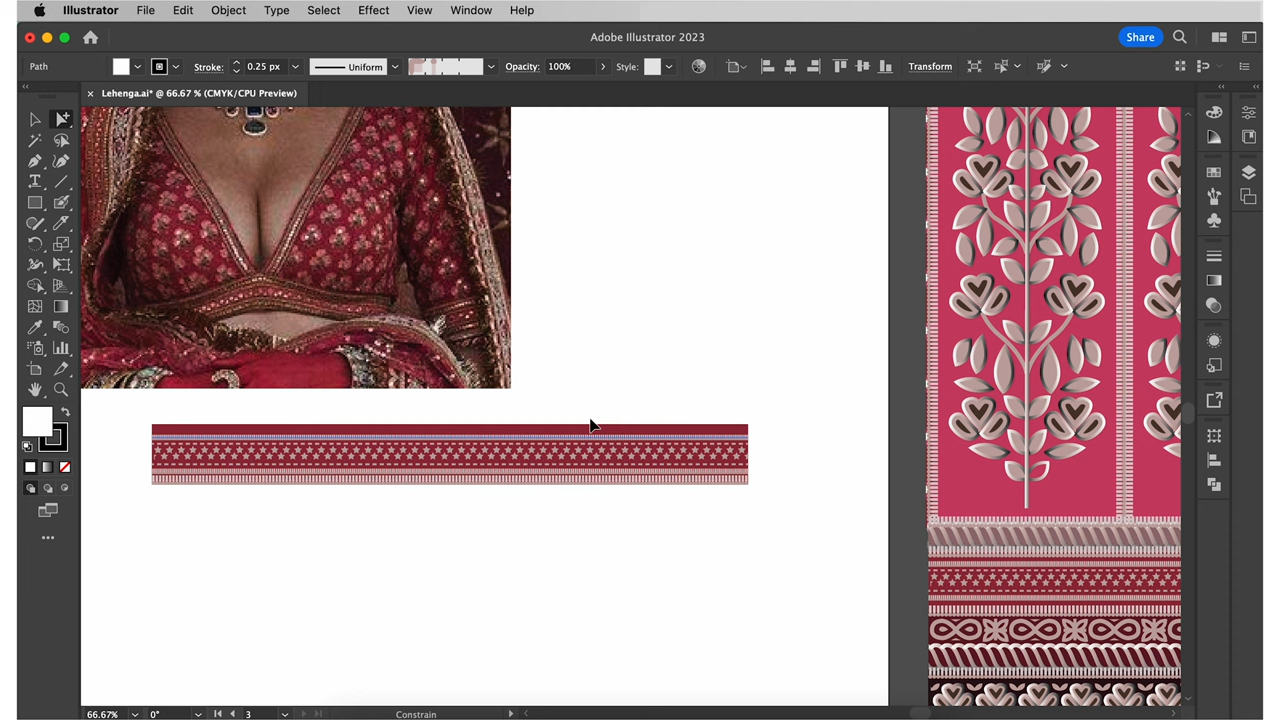 Illustrator File Edit Object Type Select Effect View Window Help
Adobe Illustrator 2023
Share
Path Stroke: 0.25 px Uniform Opacity: 100% Style: Transform
× Lehenga.ai* @ 66.67 % (CMYK/CPU Preview)
66.67% 0° 3 Constrain